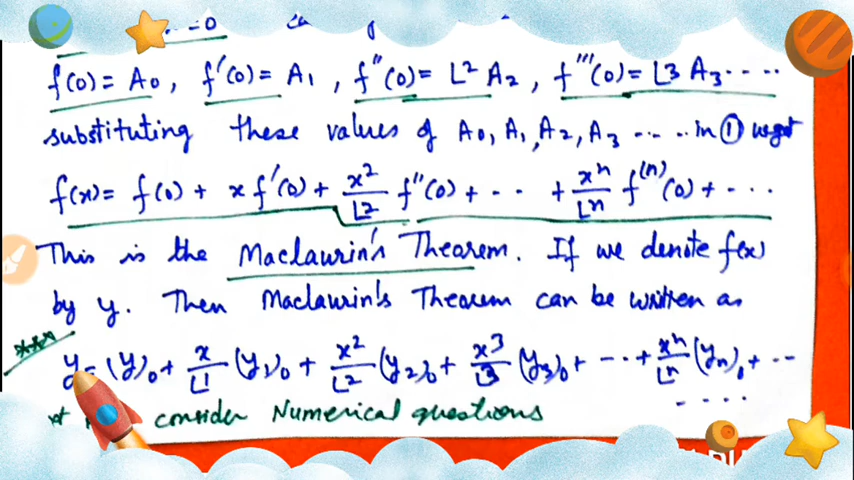 =0
f(0) = A₀, f'(0) = A₁, f''(0) = L2 A₂, f'''(0) = L3 A₃.....
substituting these values of A₀, A₁, A₂, A₃ ..... in ① we get
f(x) = f(0) + x f'(0) + x²/L2 f''(0) + .... + xⁿ/Ln f⁽ⁿ⁾(0) + ....
This is the Maclaurin's Theorem. If we denote f(x)
by y. Then Maclaurin's Theorem can be written as
y = (y)₀ + x/L1 (y₁)₀ + x²/L2 (y₂)₀ + x³/L3 (y₃)₀ + .... + xⁿ/Ln (yₙ)₀ + ....
consider Numerical questions